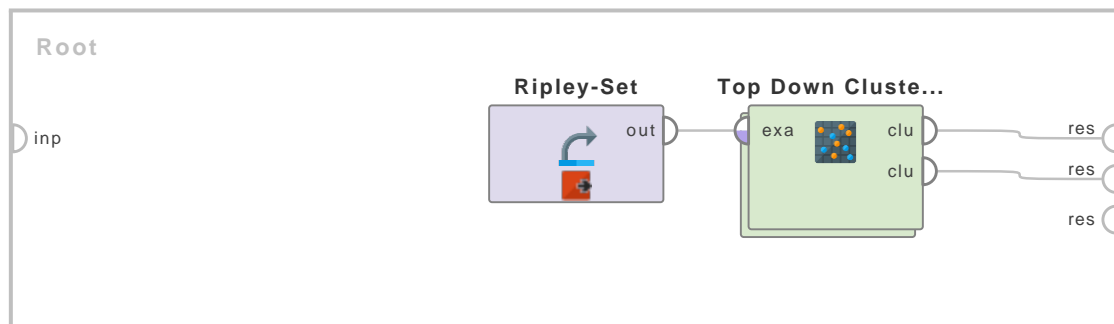 Root
inp
Ripley-Set
out
Top Down Cluste...
exa
clu
clu
res
res
res